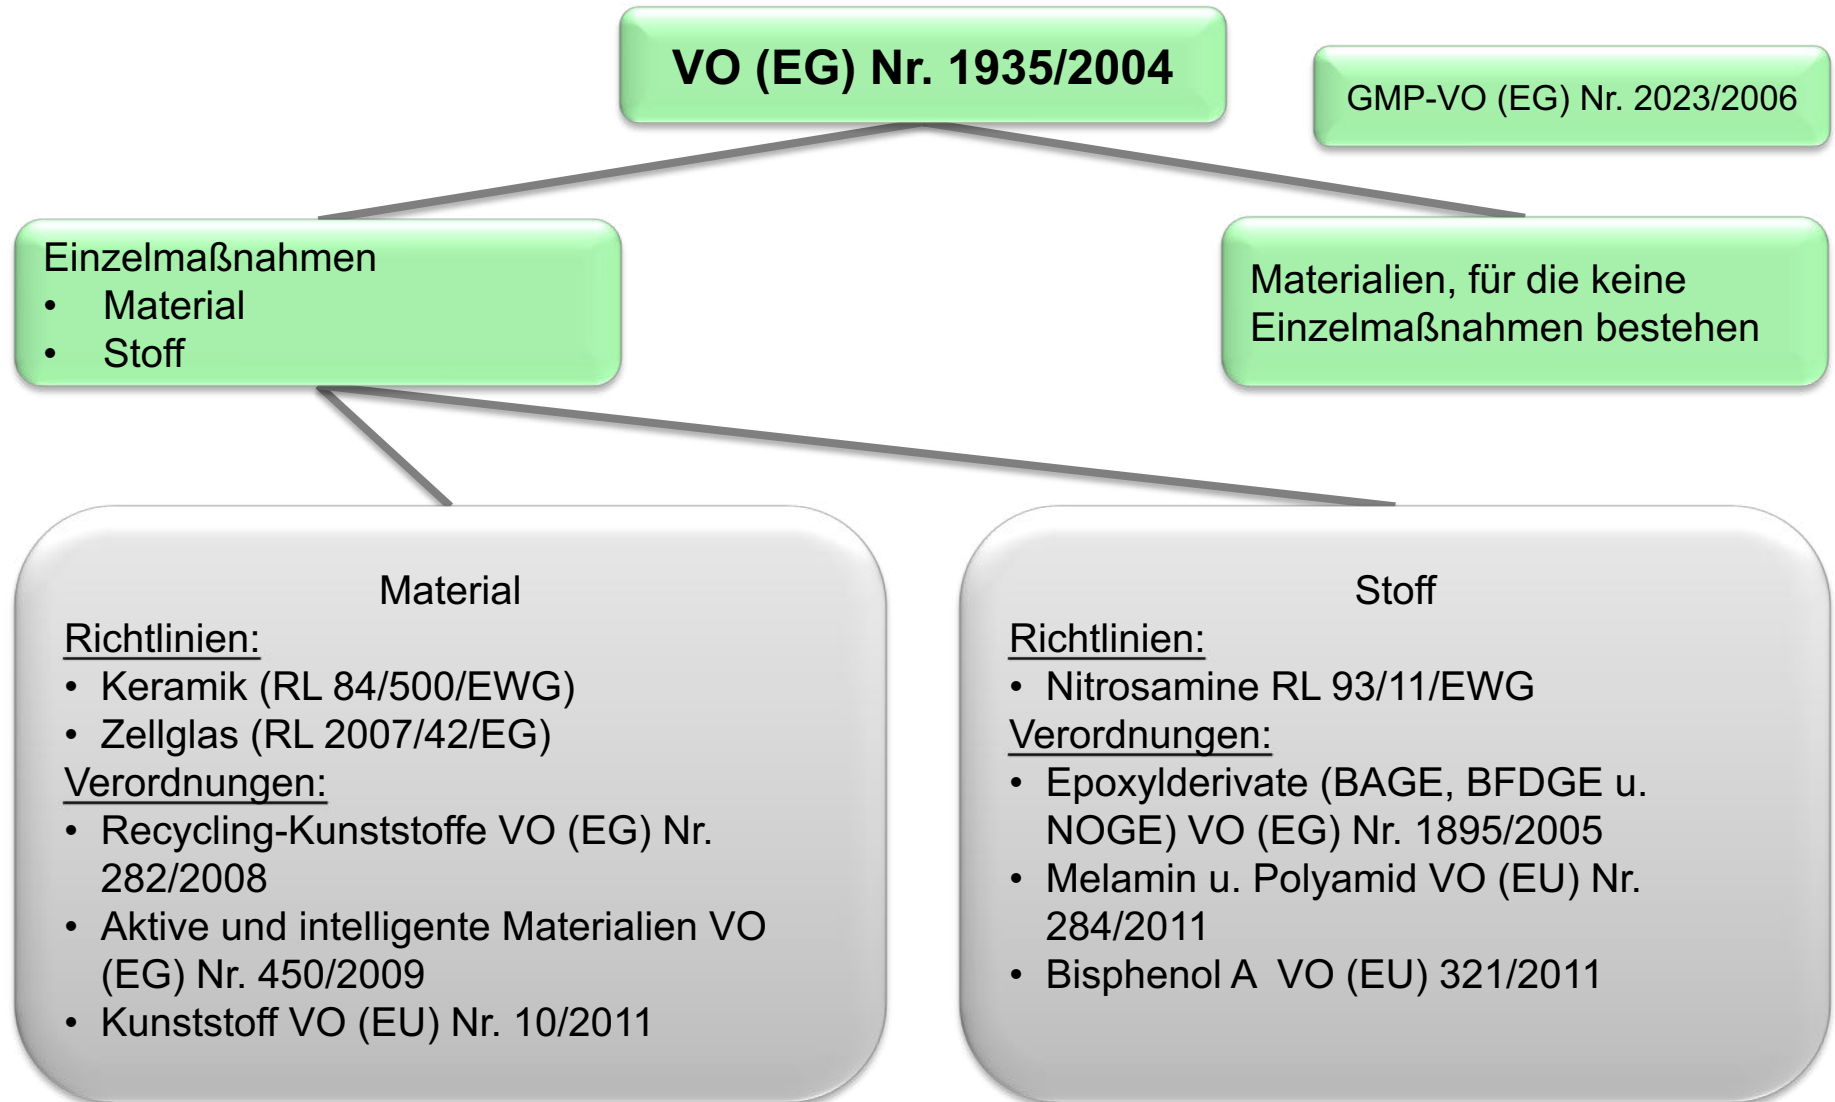 VO (EG) Nr. 1935/2004
GMP-VO (EG) Nr. 2023/2006
Einzelmaßnahmen
• Material
• Stoff
Materialien, für die keine
Einzelmaßnahmen bestehen
Material
Richtlinien:
• Keramik (RL 84/500/EWG)
• Zellglas (RL 2007/42/EG)
Verordnungen:
• Recycling-Kunststoffe VO (EG) Nr.
282/2008
• Aktive und intelligente Materialien VO
(EG) Nr. 450/2009
• Kunststoff VO (EU) Nr. 10/2011
Stoff
Richtlinien:
• Nitrosamine RL 93/11/EWG
Verordnungen:
• Epoxylderivate (BAGE, BFDGE u.
NOGE) VO (EG) Nr. 1895/2005
• Melamin u. Polyamid VO (EU) Nr.
284/2011
• Bisphenol A  VO (EU) 321/2011